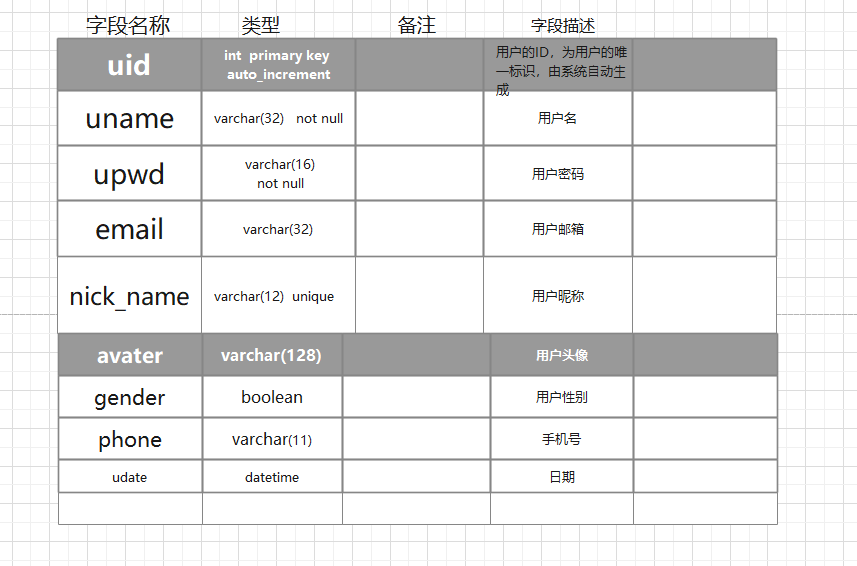 字段名称 类型 备注 字段描述
uid int primary key 用户的ID，为用户的唯
auto_increment 一标识，由系统自动生
成
uname varchar(32) not null 用户名
upwd varchar(16) 用户密码
not null
email varchar(32) 用户邮箱
nick_name varchar(12) unique 用户昵称
avater varchar(128) 用户头像
gender boolean 用户性别
phone varchar(11) 手机号
udate datetime 日期